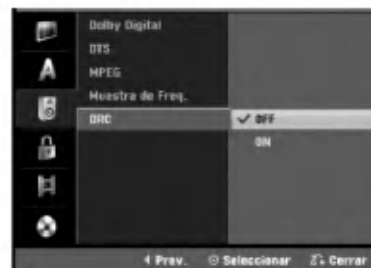 Dolby Digital
DTS
MPEG
A
Muestra de Freq.
DRC
OFF
ON
Prev.
Seleccionar
Cerrar